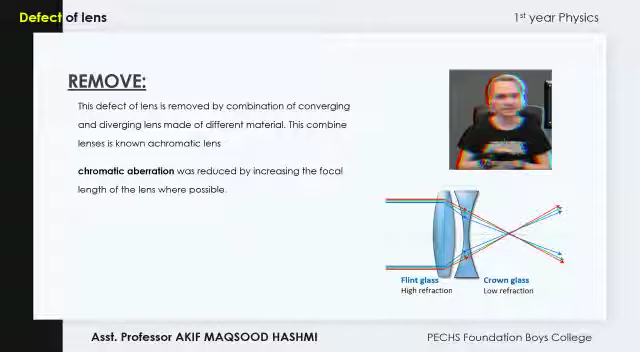 Defect of lens
1st year Physics
REMOVE:
This defect of lens is removed by combination of converging
and diverging lens made of different material. This combine
lenses is known achromatic lens
chromatic aberration was reduced by increasing the focal
length of the lens where possible.
Flint glass
High refraction
Crown glass
Low refraction
Asst. Professor AKIF MAQSOOD HASHMI
PECHS Foundation Boys College